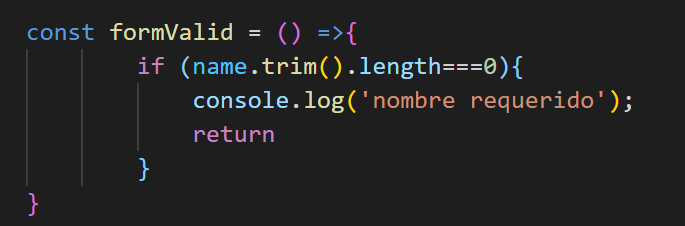 const formValid = () =>{
if (name.trim().length===0){
console.log('nombre requerido');
return
}
}